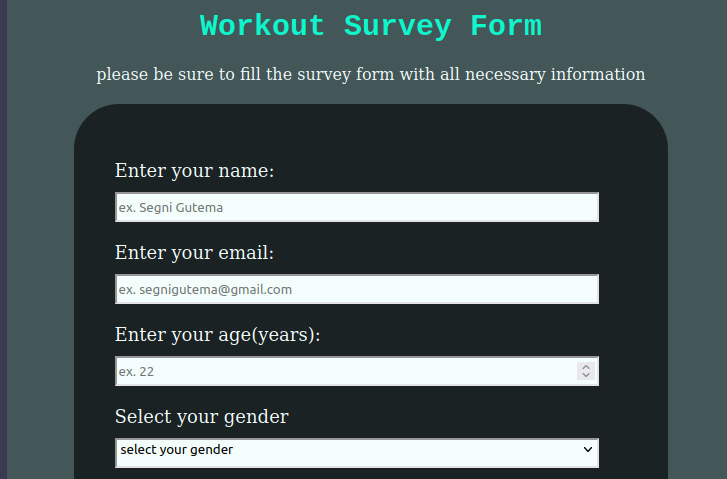 Workout Survey Form
please be sure to fill the survey form with all necessary information
Enter your name:
ex. Segni Gutema
Enter your email:
ex. segnigutema@gmail.com
Enter your age(years):
ex. 22
Select your gender
select your gender